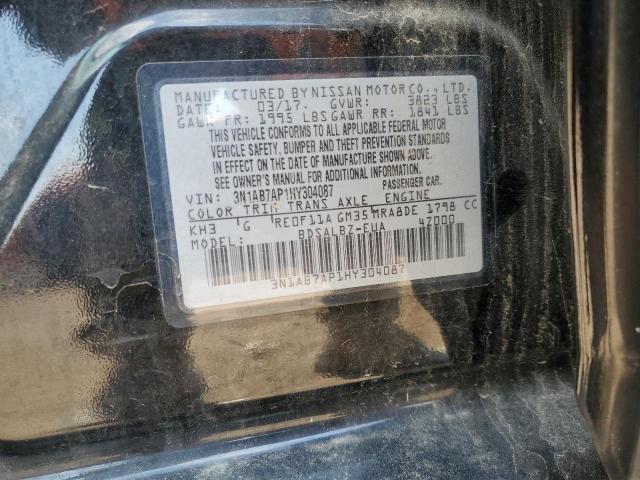 MANUFACTURED BY NISSAN MOTOR CO., LTD.
DATE: 03/17. GVWR: 3823 LBS
GAWR FR: 1995 LBS GAWR RR: 1841 LBS
THIS VEHICLE CONFORMS TO ALL APPLICABLE FEDERAL MOTOR
VEHICLE SAFETY, BUMPER AND THEFT PREVENTION STANDARDS
IN EFFECT ON THE DATE OF MANUFACTURE SHOWN ABOVE.
SEE OWNER'S MANUAL FOR ADDITIONAL INFORMATION.
VIN: 3N1AB7AP1HY304087 PASSENGER CAR.
COLOR TRIM TRANS AXLE ENGINE
KH3 G RE0F11A GM35 MRA8DE 1798 CC
MODEL: BDSALBZ-EUA 4Z000
3N1AB7AP1HY304087